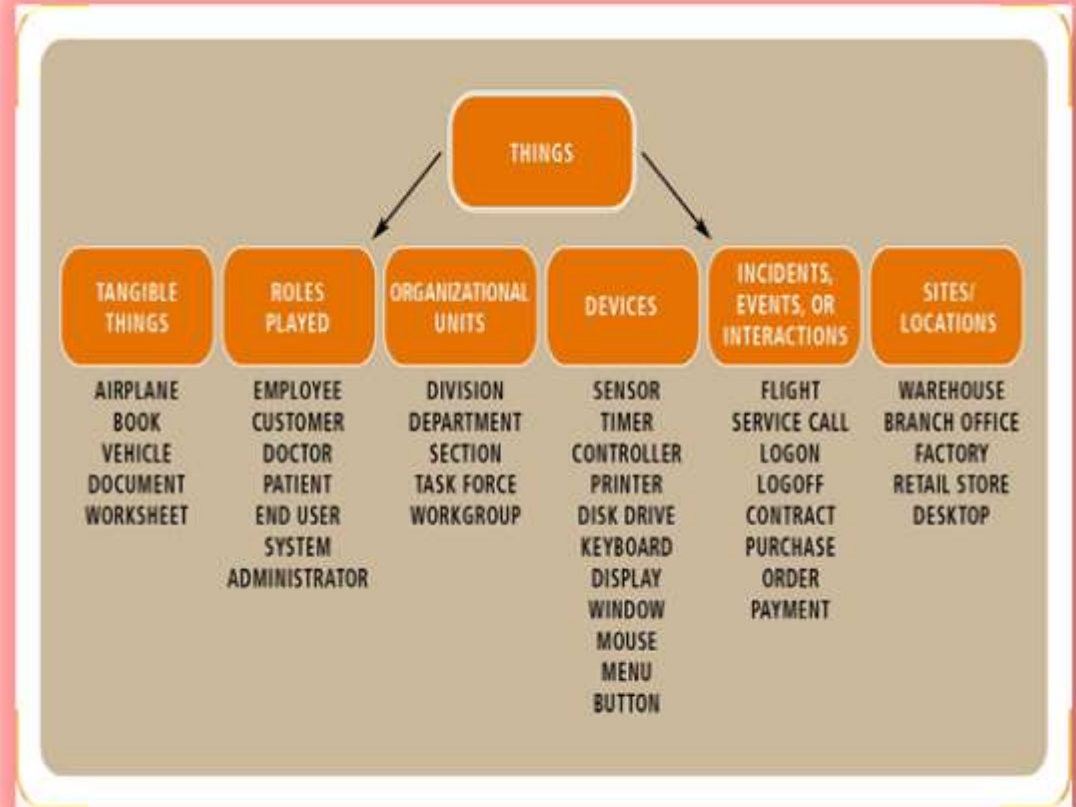 THINGS
TANGIBLE
THINGS
AIRPLANE
BOOK
VEHICLE
DOCUMENT
WORKSHEET
ROLES
PLAYED
EMPLOYEE
CUSTOMER
DOCTOR
PATIENT
END USER
SYSTEM
ADMINISTRATOR
ORGANIZATIONAL
UNITS
DIVISION
DEPARTMENT
SECTION
TASK FORCE
WORKGROUP
DEVICES
SENSOR
TIMER
CONTROLLER
PRINTER
DISK DRIVE
KEYBOARD
DISPLAY
WINDOW
MOUSE
MENU
BUTTON
INCIDENTS,
EVENTS, OR
INTERACTIONS
FLIGHT
SERVICE CALL
LOGON
LOGOFF
CONTRACT
PURCHASE
ORDER
PAYMENT
SITES/
LOCATIONS
WAREHOUSE
BRANCH OFFICE
FACTORY
RETAIL STORE
DESKTOP